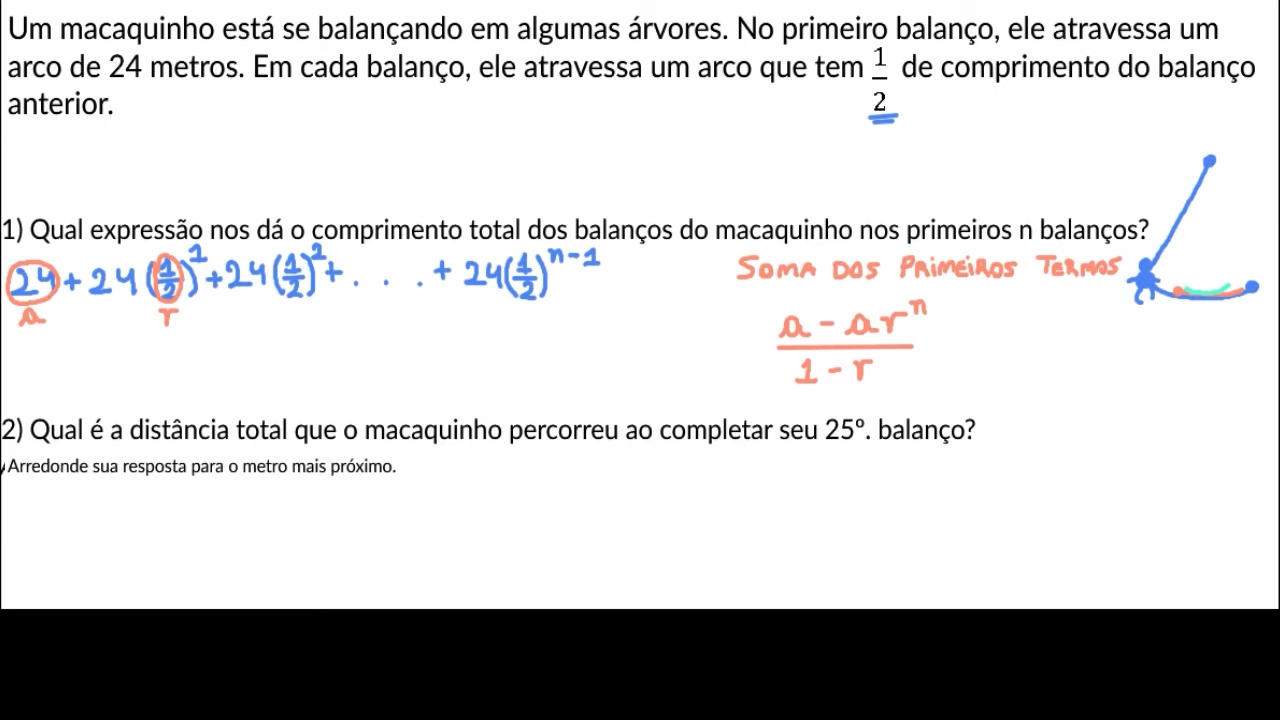 Um macaquinho está se balançando em algumas árvores. No primeiro balanço, ele atravessa um
arco de 24 metros. Em cada balanço, ele atravessa um arco que tem 1/2 de comprimento do balanço
anterior.
1) Qual expressão nos dá o comprimento total dos balanços do macaquinho nos primeiros n balanços?
24 + 24(1/2)^1 + 24(1/2)^2 + . . . + 24(1/2)^n-1
a r
SOMA DOS PRIMEIROS TERMOS
a - ar^n
1 - r
2) Qual é a distância total que o macaquinho percorreu ao completar seu 25º. balanço?
Arredonde sua resposta para o metro mais próximo.